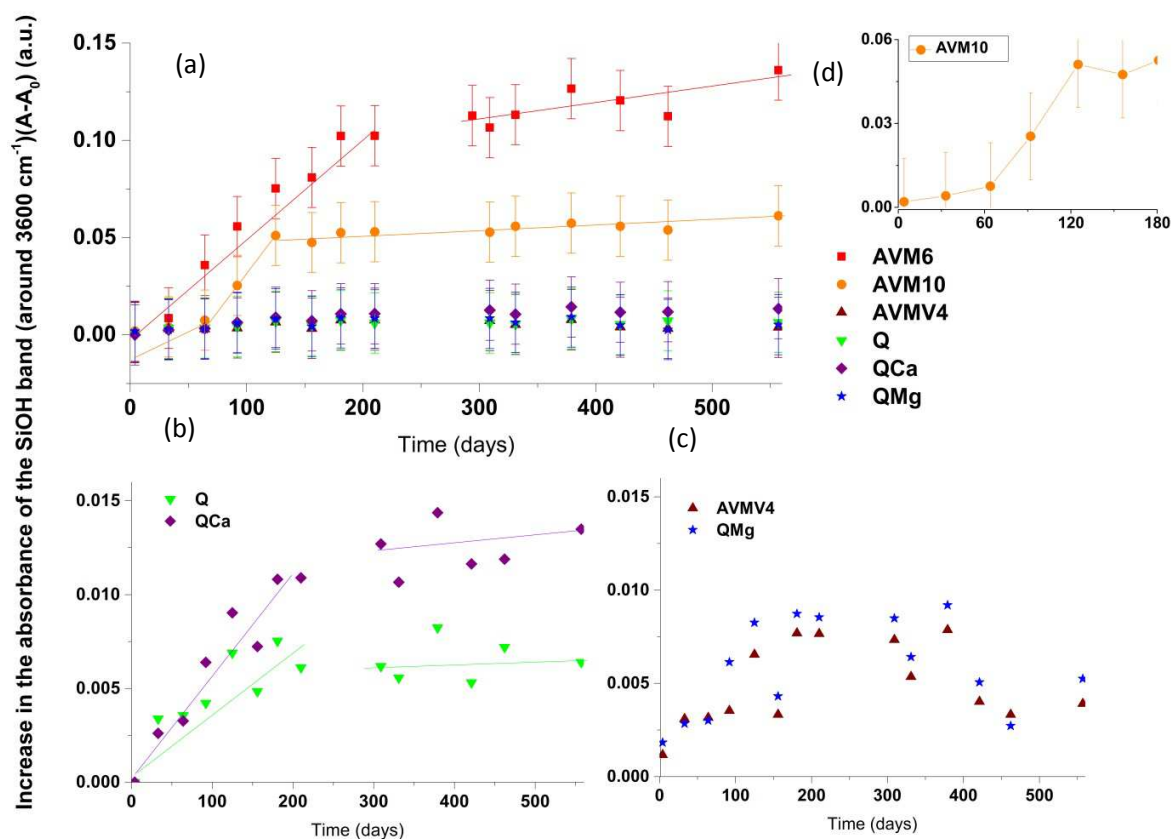 Increase in the absorbance of the SiOH band (around 3600 cm⁻¹)(A-A₀) (a.u.)
(a)
0.15
0.10
0.05
0.00
0 100 200 300 400 500
Time (days)
(d)
AVM10
0.06
0.03
0.00
0 60 120 180
AVM6
AVM10
AVMV4
Q
QCa
QMg
(b)
Q
QCa
0.015
0.010
0.005
0.000
0 100 200 300 400 500
Time (days)
(c)
AVMV4
QMg
0.015
0.010
0.005
0.000
0 100 200 300 400 500
Time (days)